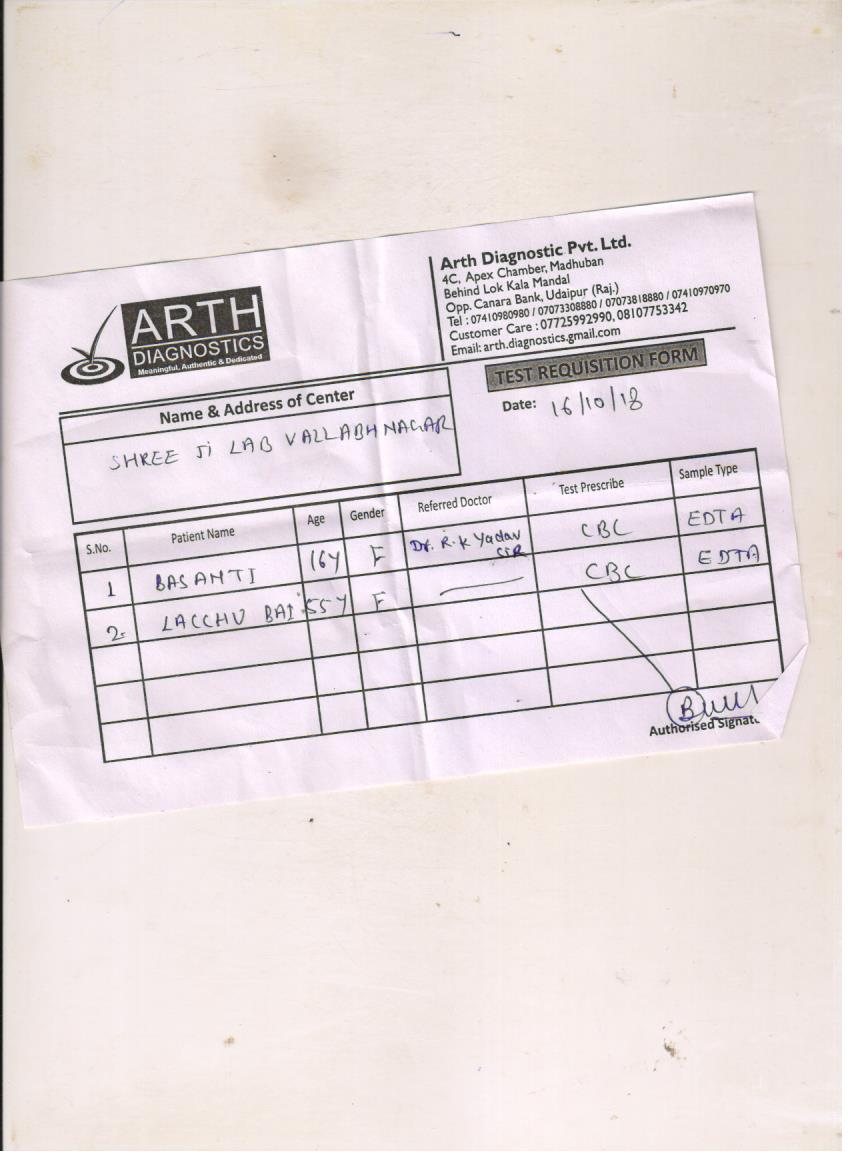 ARTH
DIAGNOSTICS
Meaningful, Authentic & Dedicated
Arth Diagnostic Pvt. Ltd.
4C, Apex Chamber, Madhuban
Behind Lok Kala Mandal
Opp. Canara Bank, Udaipur (Raj.)
Tel : 07410980980 / 07073308880 / 07073818880 / 07410970970
Customer Care : 07725992990, 08107753342
Email: arth.diagnostics.gmail.com
TEST REQUISITION FORM
Date: 16/10/18
Name & Address of Center
SHREE Ji LAB VALLABHNAGAR
S.No. Patient Name Age Gender Referred Doctor Test Prescribe Sample Type
1 BASANTI 16Y F Dr. R.K Yadav SIR CBC EDTA
2. LACCHU BAI 55Y F CBC EDTA
Authorised Signat